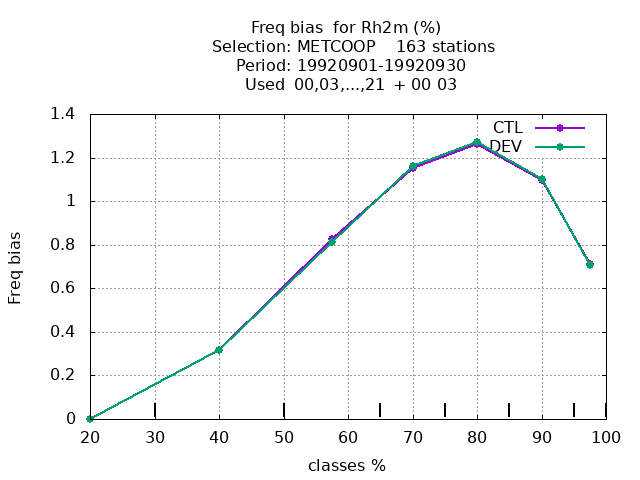 Freq bias  for Rh2m (%)
Selection: METCOOP    163 stations
Period: 19920901-19920930
Used  00,03,...,21  + 00 03
CTL
DEV
1.4
1.2
1
0.8
0.6
0.4
0.2
0
Freq bias
20 30 40 50 60 70 80 90 100
classes %